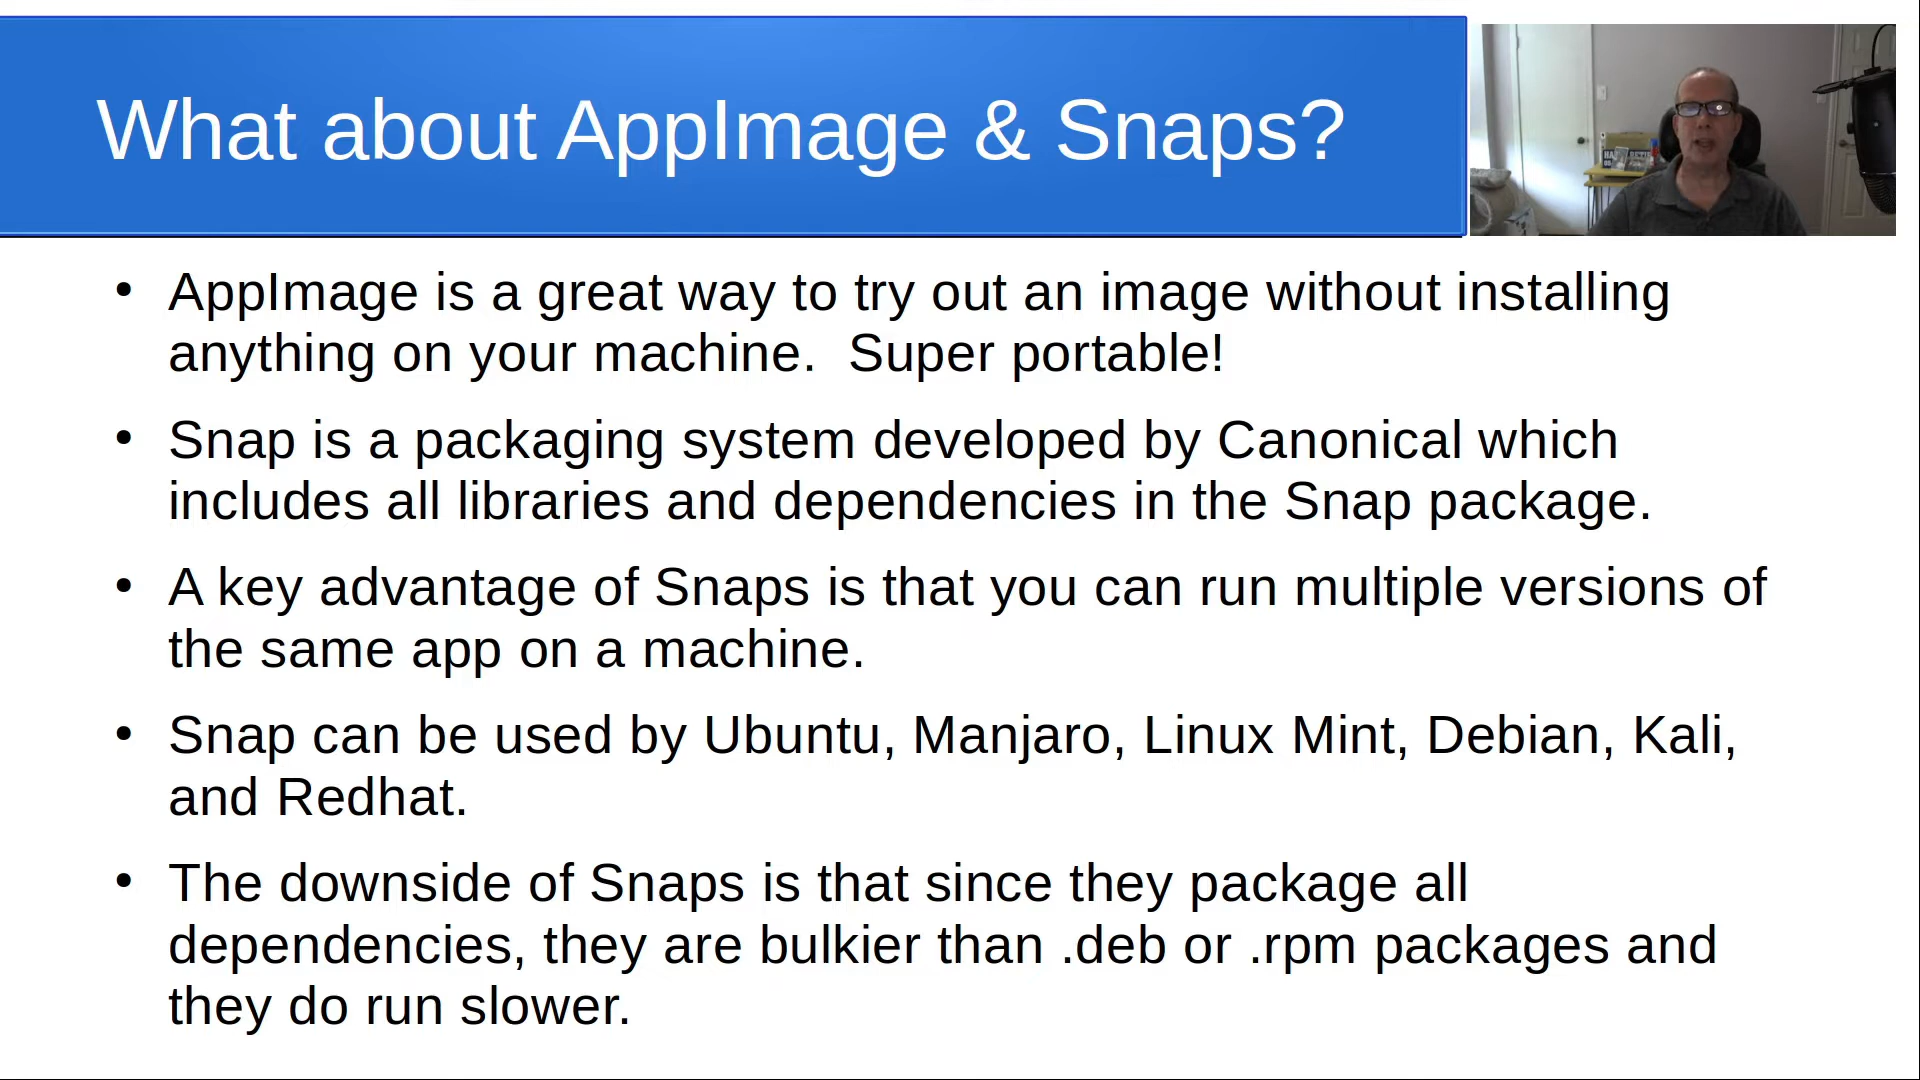 What about AppImage & Snaps?
• AppImage is a great way to try out an image without installing
anything on your machine.  Super portable!
• Snap is a packaging system developed by Canonical which
includes all libraries and dependencies in the Snap package.
• A key advantage of Snaps is that you can run multiple versions of
the same app on a machine.
• Snap can be used by Ubuntu, Manjaro, Linux Mint, Debian, Kali,
and Redhat.
• The downside of Snaps is that since they package all
dependencies, they are bulkier than .deb or .rpm packages and
they do run slower.